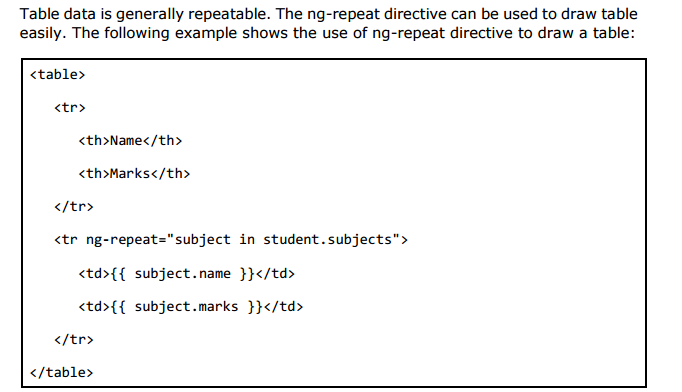 Table data is generally repeatable. The ng-repeat directive can be used to draw table
easily. The following example shows the use of ng-repeat directive to draw a table:
<table>
<tr>
<th>Name</th>
<th>Marks</th>
</tr>
<tr ng-repeat="subject in student.subjects">
<td>{{ subject.name }}</td>
<td>{{ subject.marks }}</td>
</tr>
</table>